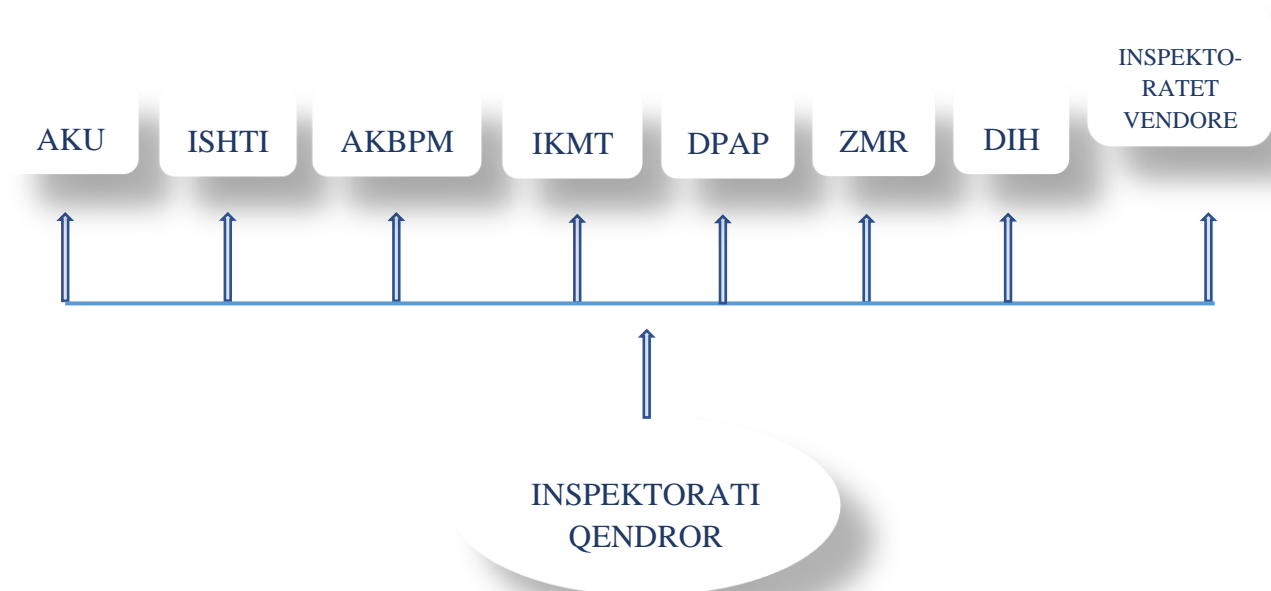 AKU
ISHTI
AKBPM
IKMT
DPAP
ZMR
DIH
INSPEKTO-
RATET
VENDORE
INSPEKTORATI
QENDROR